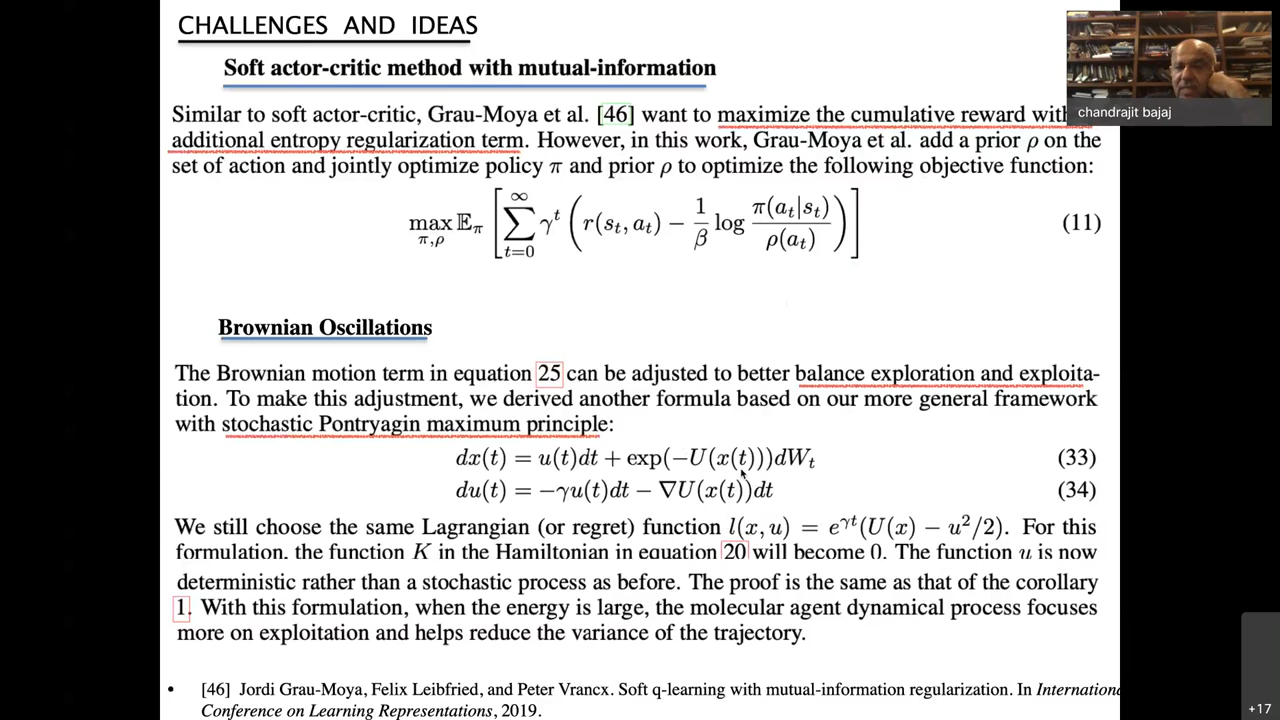 CHALLENGES AND IDEAS
Soft actor-critic method with mutual-information
chandrajit bajaj
Similar to soft actor-critic, Grau-Moya et al. [46] want to maximize the cumulative reward with
additional entropy regularization term. However, in this work, Grau-Moya et al. add a prior ρ on the
set of action and jointly optimize policy π and prior ρ to optimize the following objective function:
max_{π,ρ} 𝔼_π [ ∑_{t=0}^{∞} γ^t ( r(s_t, a_t) − 1/β log π(a_t|s_t)/ρ(a_t) ) ] (11)
Brownian Oscillations
The Brownian motion term in equation 25 can be adjusted to better balance exploration and exploita-
tion. To make this adjustment, we derived another formula based on our more general framework
with stochastic Pontryagin maximum principle:
dx(t) = u(t)dt + exp(−U(x(t)))dW_t (33)
du(t) = −γu(t)dt − ∇U(x(t))dt (34)
We still choose the same Lagrangian (or regret) function l(x, u) = e^{γt}(U(x) − u²/2). For this
formulation, the function K in the Hamiltonian in equation 20 will become 0. The function u is now
deterministic rather than a stochastic process as before. The proof is the same as that of the corollary
1. With this formulation, when the energy is large, the molecular agent dynamical process focuses
more on exploitation and helps reduce the variance of the trajectory.
• [46] Jordi Grau-Moya, Felix Leibfried, and Peter Vrancx. Soft q-learning with mutual-information regularization. In Internationa
Conference on Learning Representations, 2019.
+17